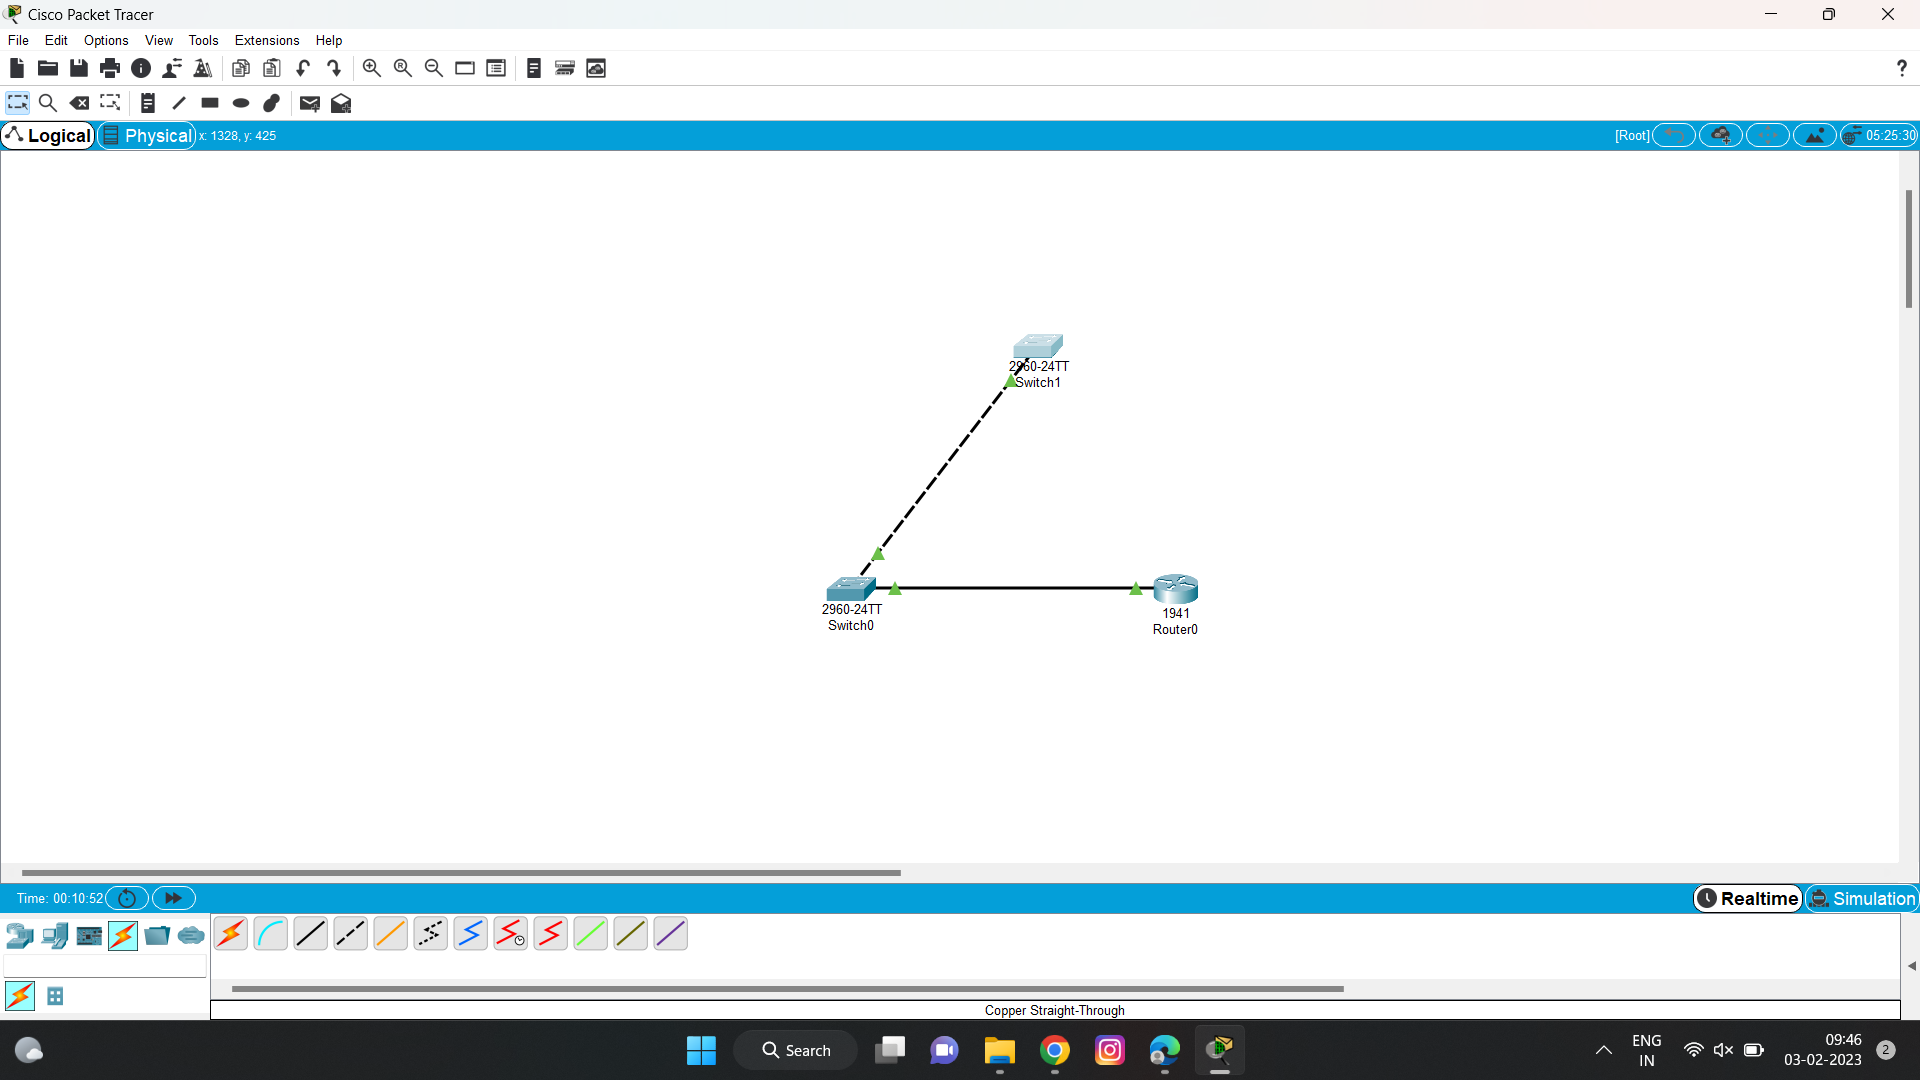 Cisco Packet Tracer
File Edit Options View Tools Extensions Help
?
Logical Physical x: 1328, y: 425 [Root] 05:25:30
2960-24TT
Switch1
2960-24TT
Switch0
1941
Router0
Time: 00:10:52 Realtime Simulation
Copper Straight-Through
Search
ENG
IN
09:46
03-02-2023
2